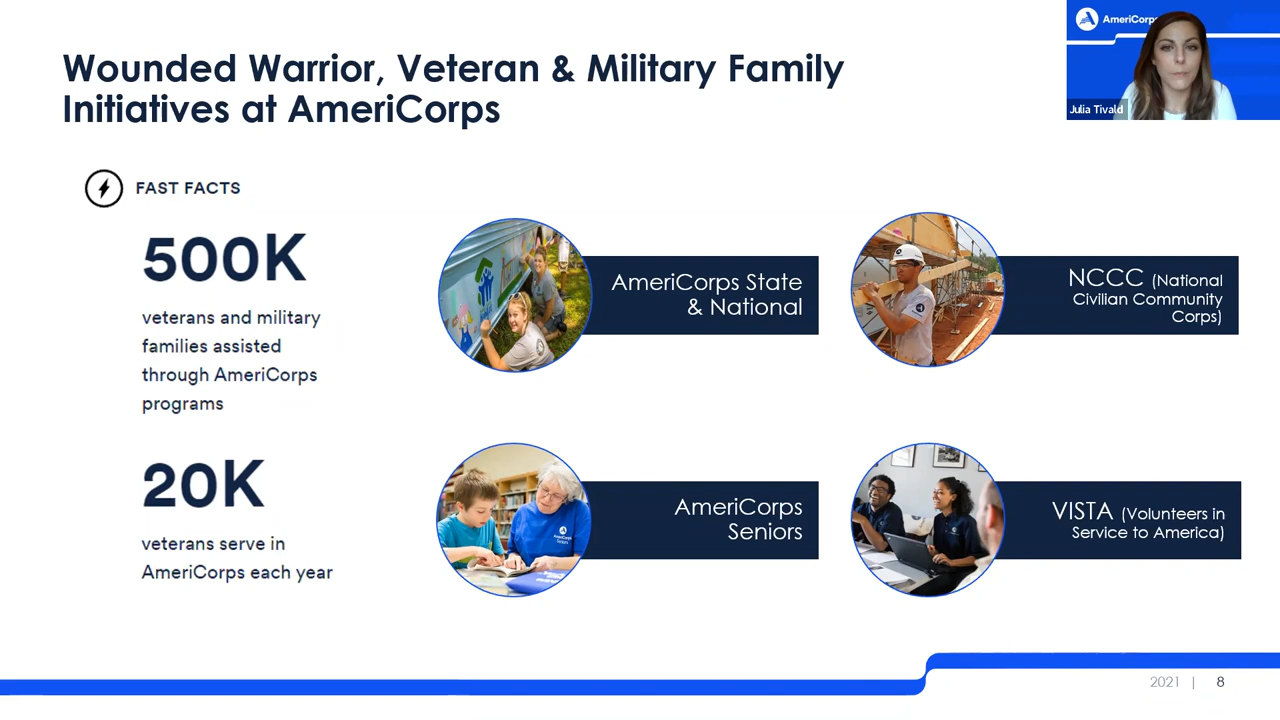 Wounded Warrior, Veteran & Military Family
Initiatives at AmeriCorps
AmeriCorps
Julia Tivald
FAST FACTS
500K
veterans and military
families assisted
through AmeriCorps
programs
20K
veterans serve in
AmeriCorps each year
AmeriCorps State
& National
NCCC (National
Civilian Community
Corps)
AmeriCorps
Seniors
VISTA (Volunteers in
Service to America)
2021 | 8